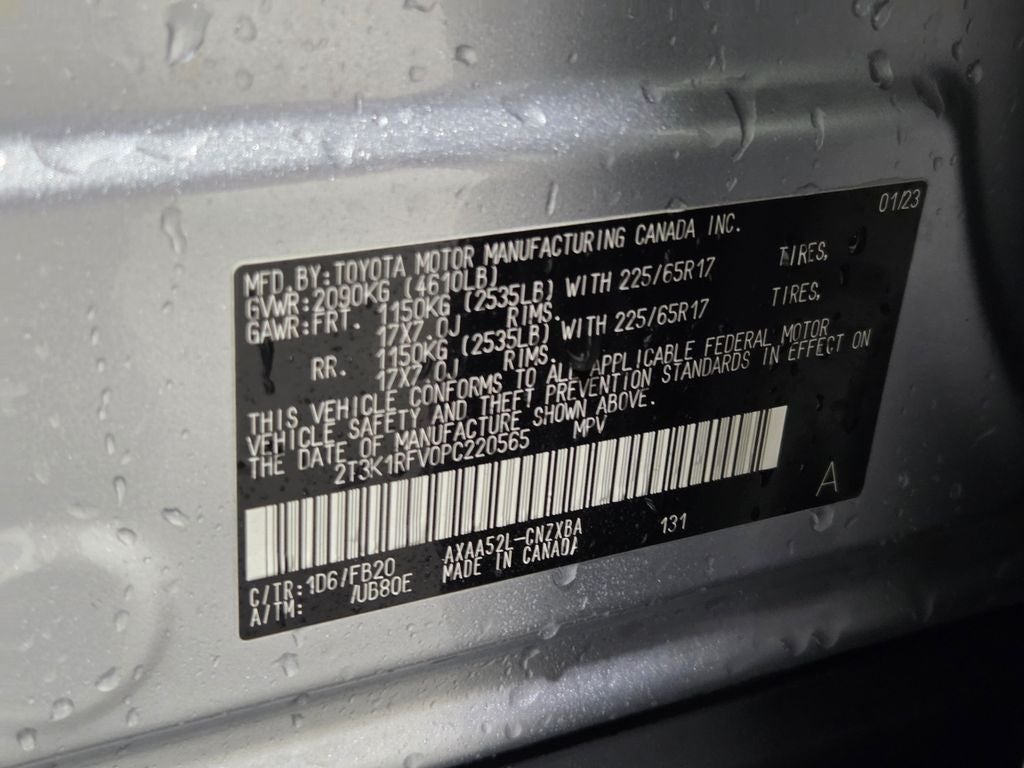 01/23
MFD.BY:TOYOTA MOTOR MANUFACTURING CANADA INC.
GVWR:2090KG (4610LB)
GAWR:FRT. 1150KG (2535LB) WITH 225/65R17 TIRES,
17X7.0J RIMS.
RR. 1150KG (2535LB) WITH 225/65R17 TIRES,
17X7.0J RIMS.
THIS VEHICLE CONFORMS TO ALL APPLICABLE FEDERAL MOTOR
VEHICLE SAFETY AND THEFT PREVENTION STANDARDS IN EFFECT ON
THE DATE OF MANUFACTURE SHOWN ABOVE.
2T3K1RFV0PC220565 MPV
A
C/TR:1D6/FB20 AXAA52L-CNZXBA 131
A/TM: /UB80E MADE IN CANADA